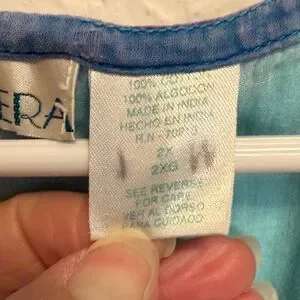 ERA
100% COTTON
100% ALGODON
MADE IN INDIA
HECHO EN INDIA
2X
2XG
SEE REVERSE
FOR CARE
VER AL DORSO
PARA CUIDADO